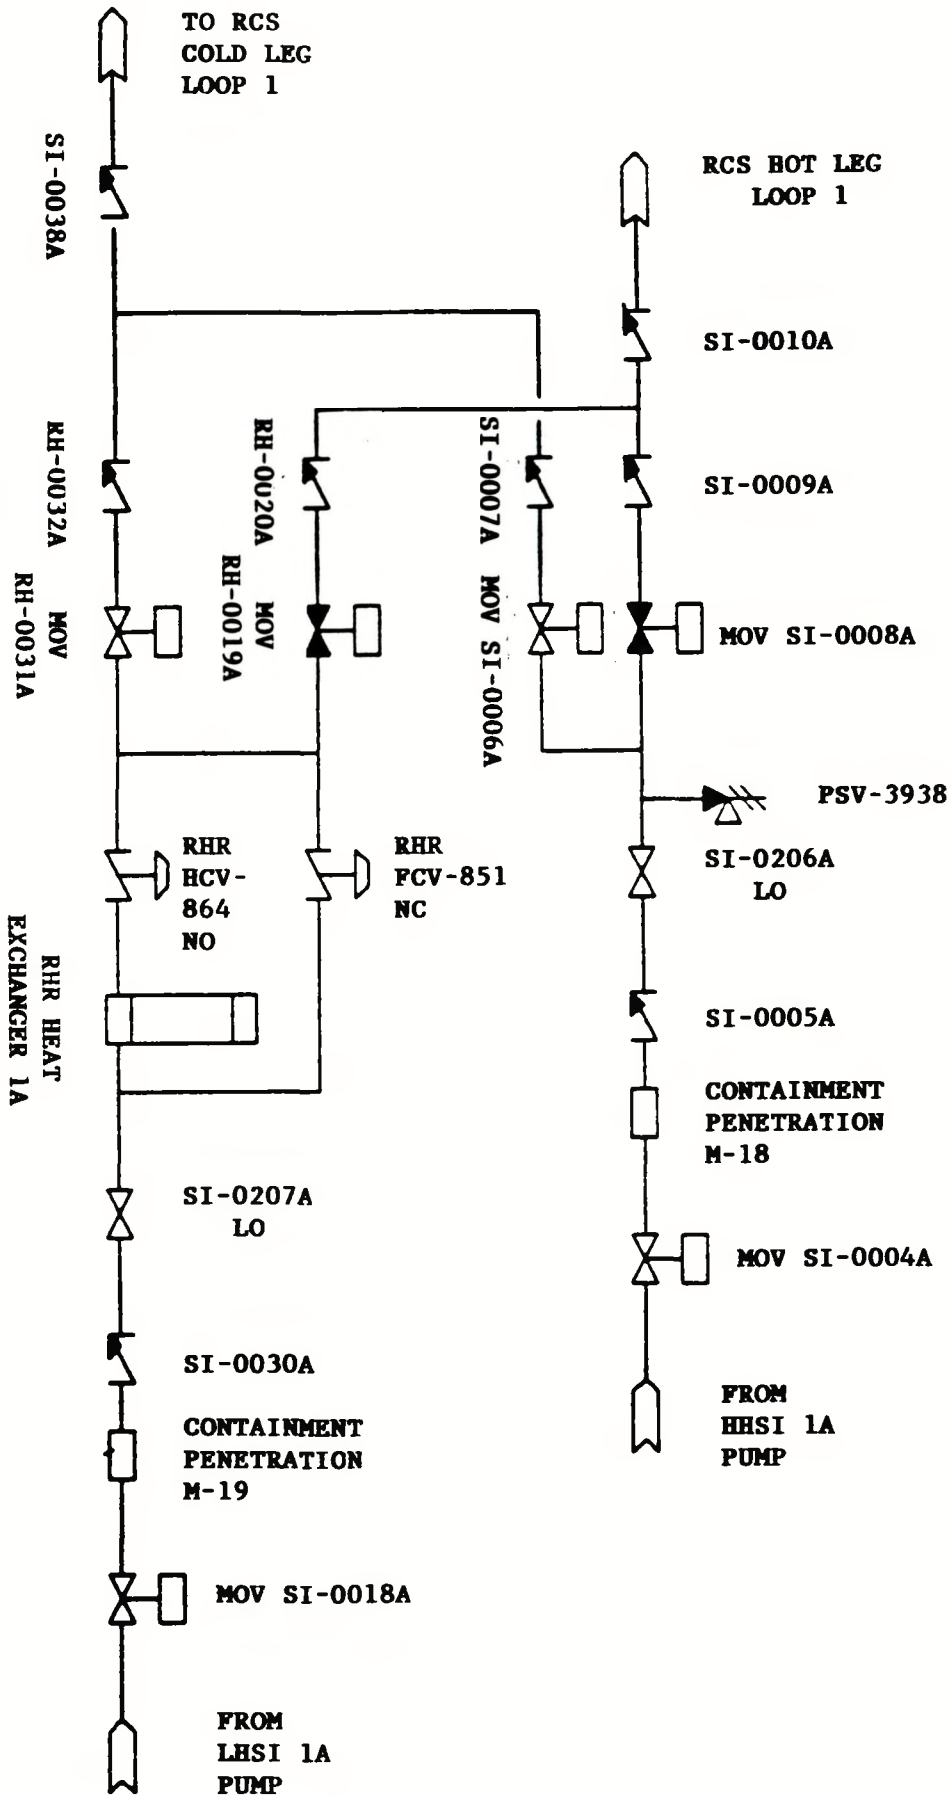 TO RCS
COLD LEG
LOOP 1
SI-0038A
RCS HOT LEG
LOOP 1
SI-0010A
RH-0032A
RH-0020A
SI-0007A
SI-0009A
MOV
RH-0031A
MOV
RH-0019A
MOV SI-0006A
MOV SI-0008A
PSV-3938
RHR
HCV-
864
NO
RHR
FCV-851
NC
SI-0206A
LO
RHR HEAT
EXCHANGER 1A
SI-0005A
CONTAINMENT
PENETRATION
M-18
SI-0207A
LO
MOV SI-0004A
SI-0030A
FROM
HHSI 1A
PUMP
CONTAINMENT
PENETRATION
M-19
MOV SI-0018A
FROM
LHSI 1A
PUMP